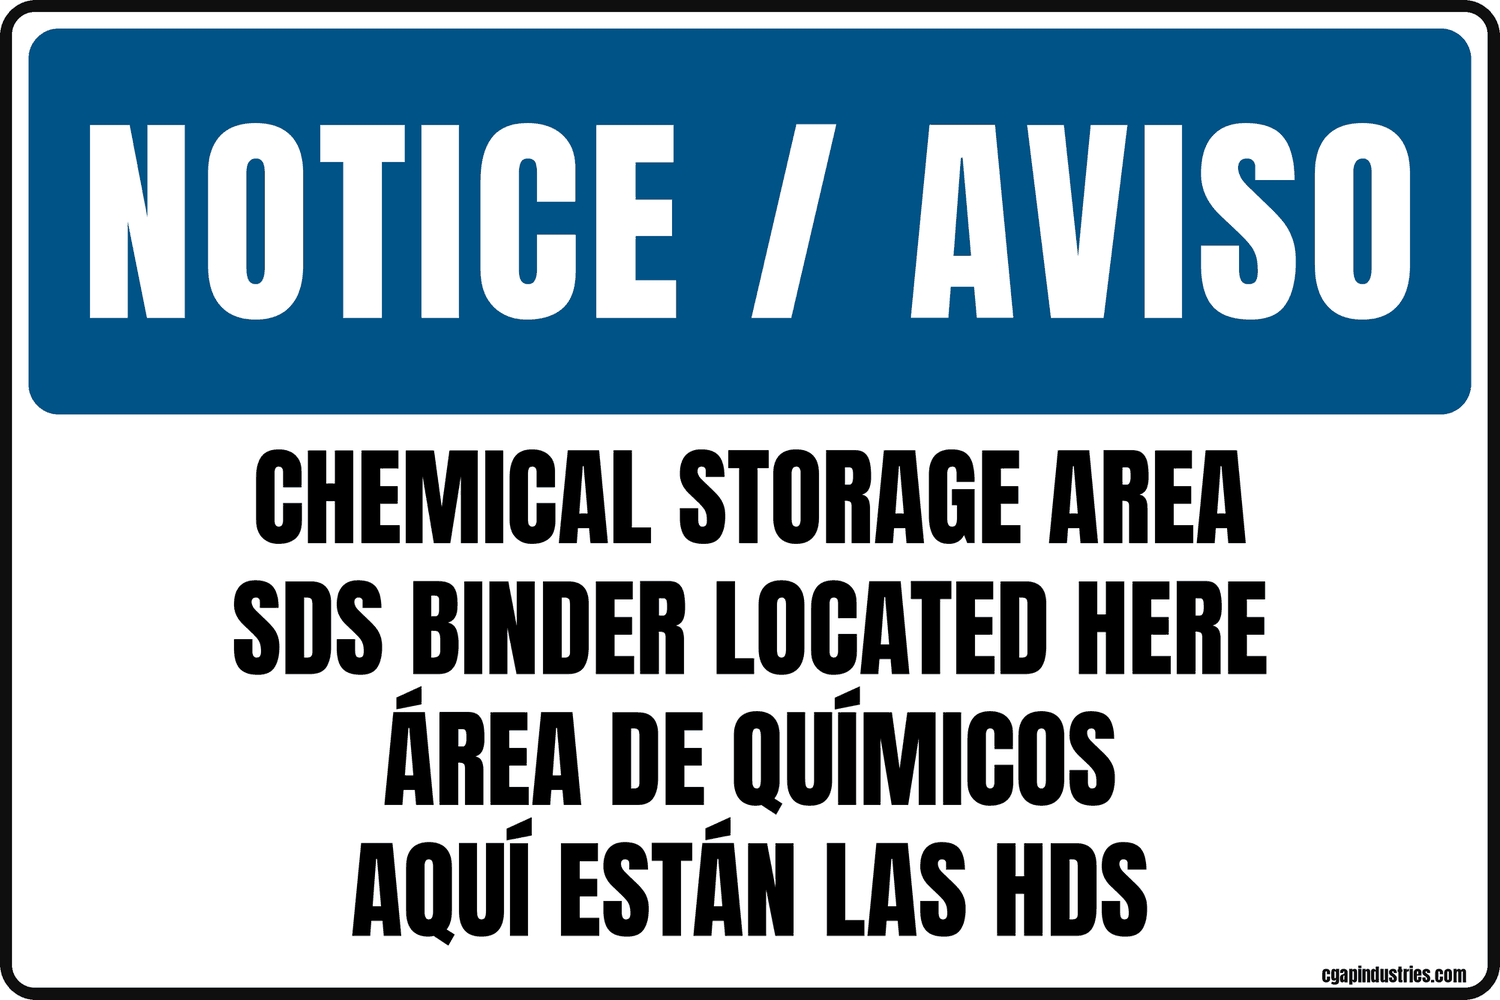 NOTICE / AVISO
CHEMICAL STORAGE AREA
SDS BINDER LOCATED HERE
ÁREA DE QUÍMICOS
AQUÍ ESTÁN LAS HDS
cgapindustries.com